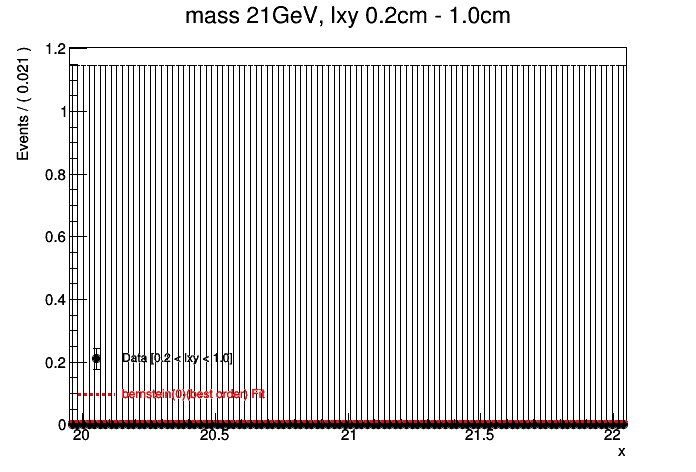 mass 21GeV, lxy 0.2cm - 1.0cm
Events / ( 0.021 )
1.2
1
0.8
0.6
0.4
0.2
0
Data [0.2 < lxy < 1.0]
bernstein[0](best order) Fit
20 20.5 21 21.5 22
x